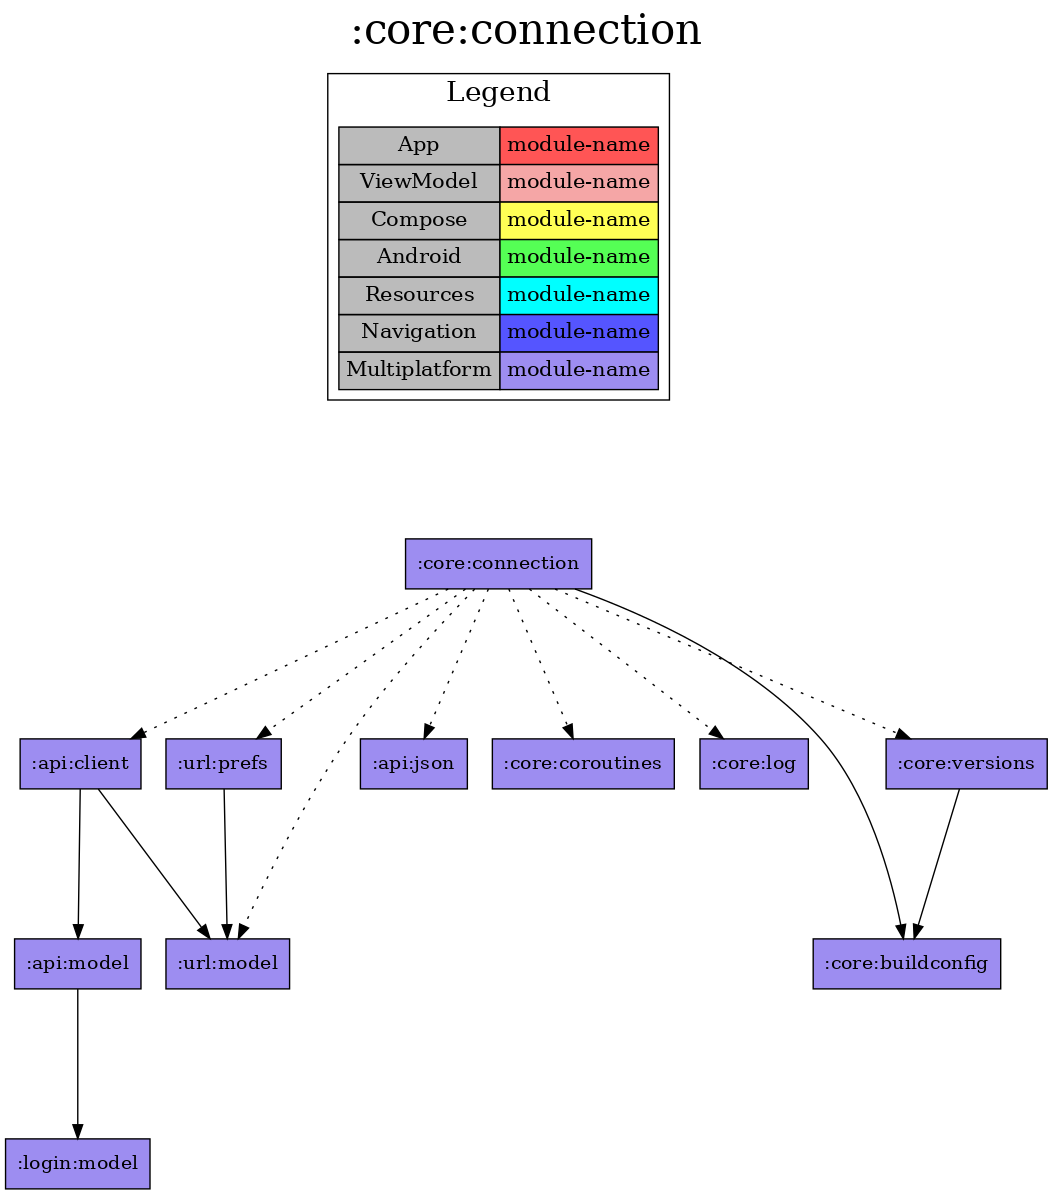 :core:connection
Legend
App module-name
ViewModel module-name
Compose module-name
Android module-name
Resources module-name
Navigation module-name
Multiplatform module-name
:core:connection
:api:client :url:prefs :api:json :core:coroutines :core:log :core:versions
:api:model :url:model :core:buildconfig
:login:model